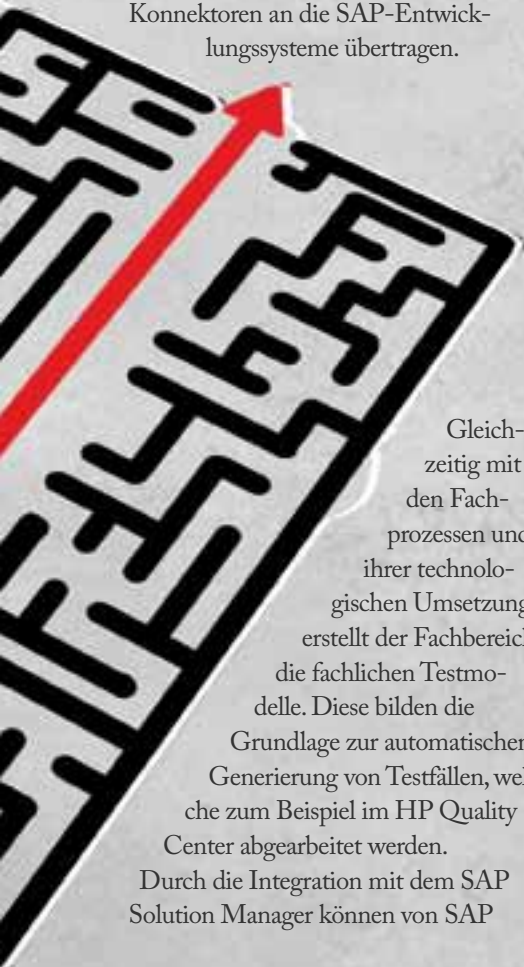 Konnektoren an die SAP-Entwick-
lungssysteme übertragen.
Gleich-
zeitig mit
den Fach-
prozessen und
ihrer technolo-
gischen Umsetzung
erstellt der Fachbereich
die fachlichen Testmo-
delle. Diese bilden die
Grundlage zur automatischen
Generierung von Testfällen, wel
che zum Beispiel im HP Quality
Center abgearbeitet werden.
Durch die Integration mit dem SAP
Solution Manager können von SAP